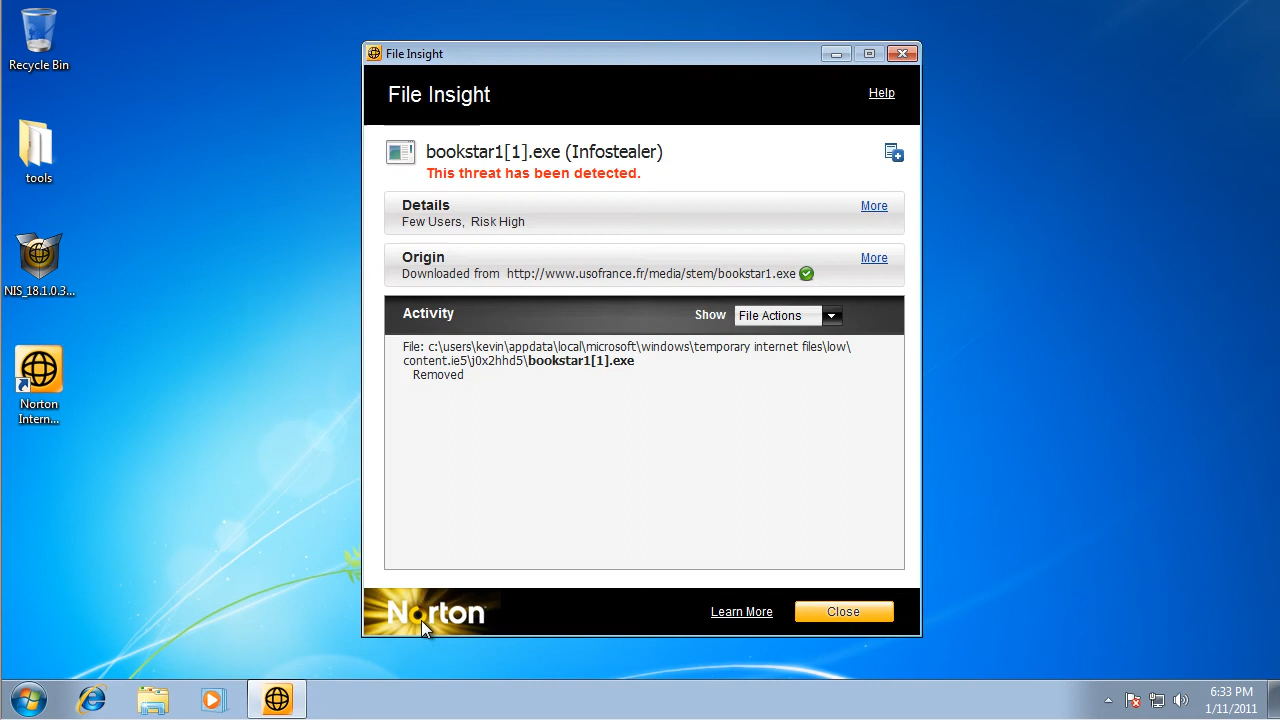 Recycle Bin
tools
NIS_18.1.0.3...
Norton
Intern...
File Insight
File Insight
Help
bookstar1[1].exe (Infostealer)
This threat has been detected.
Details
More
Few Users, Risk High
Origin
More
Downloaded from http://www.usofrance.fr/media/stem/bookstar1.exe
Activity
Show
File Actions
File: c:\users\kevin\appdata\local\microsoft\windows\temporary internet files\low\
content.ie5\j0x2hhd5\bookstar1[1].exe
Removed
Norton
Learn More
Close
6:33 PM
1/11/2011